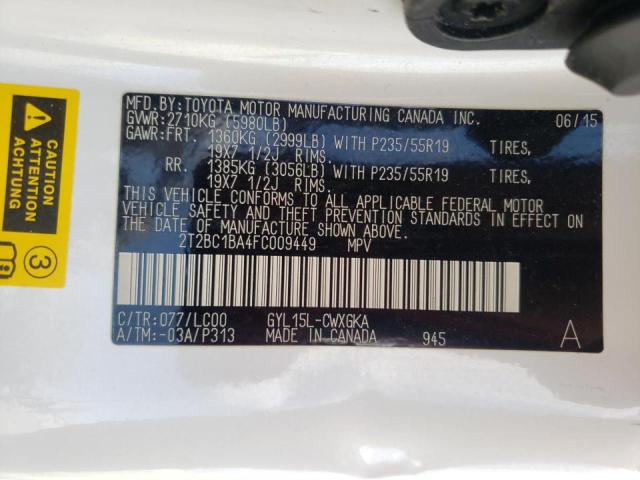 MFD.BY:TOYOTA MOTOR MANUFACTURING CANADA INC. 06/15
GVWR:2710KG (5980LB)
GAWR:FRT. 1360KG (2999LB) WITH P235/55R19 TIRES,
19X7 1/2J RIMS.
RR. 1385KG (3056LB) WITH P235/55R19 TIRES,
19X7 1/2J RIMS.
THIS VEHICLE CONFORMS TO ALL APPLICABLE FEDERAL MOTOR
VEHICLE SAFETY AND THEFT PREVENTION STANDARDS IN EFFECT ON
THE DATE OF MANUFACTURE SHOWN ABOVE.
2T2BC1BA4FC009449 MPV
C/TR:077/LC00 GYL15L-CWXGKA
A/TM:-03A/P313 MADE IN CANADA 945 A
CAUTION
ATTENTION
3